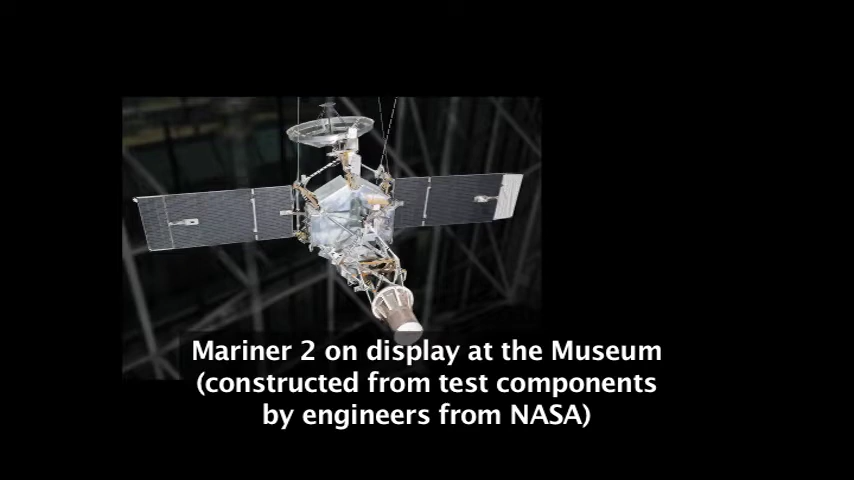 Mariner 2 on display at the Museum
(constructed from test components
by engineers from NASA)